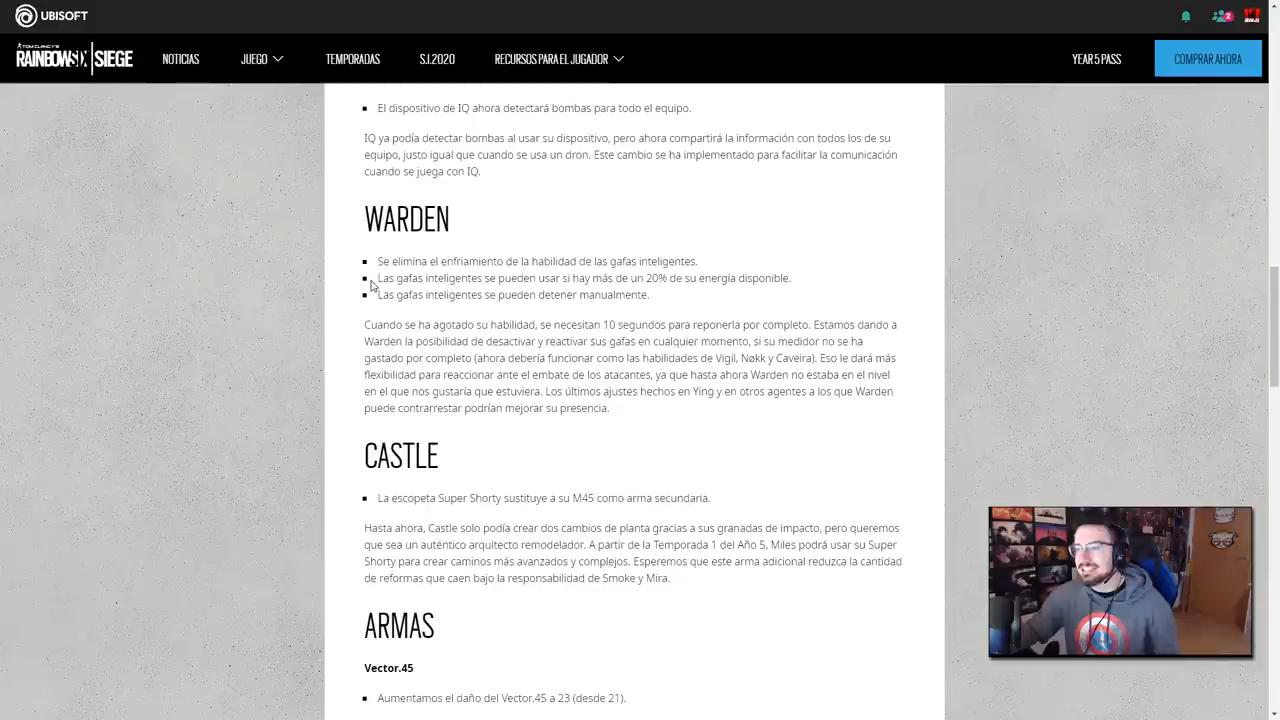 UBISOFT
2
TOM CLANCY'S
RAINBOWSIX|SIEGE
NOTICIAS
JUEGO
TEMPORADAS
S.I.2020
RECURSOS PARA EL JUGADOR
YEAR 5 PASS
COMPRAR AHORA
El dispositivo de IQ ahora detectará bombas para todo el equipo.
IQ ya podía detectar bombas al usar su dispositivo, pero ahora compartirá la información con todos los de su
equipo, justo igual que cuando se usa un dron. Este cambio se ha implementado para facilitar la comunicación
cuando se juega con IQ.
WARDEN
Se elimina el enfriamiento de la habilidad de las gafas inteligentes.
Las gafas inteligentes se pueden usar si hay más de un 20% de su energía disponible.
Las gafas inteligentes se pueden detener manualmente.
Cuando se ha agotado su habilidad, se necesitan 10 segundos para reponerla por completo. Estamos dando a
Warden la posibilidad de desactivar y reactivar sus gafas en cualquier momento, si su medidor no se ha
gastado por completo (ahora debería funcionar como las habilidades de Vigil, Nøkk y Caveira). Eso le dará más
flexibilidad para reaccionar ante el embate de los atacantes, ya que hasta ahora Warden no estaba en el nivel
en el que nos gustaría que estuviera. Los últimos ajustes hechos en Ying y en otros agentes a los que Warden
puede contrarrestar podrían mejorar su presencia.
CASTLE
La escopeta Super Shorty sustituye a su M45 como arma secundaria.
Hasta ahora, Castle solo podía crear dos cambios de planta gracias a sus granadas de impacto, pero queremos
que sea un auténtico arquitecto remodelador. A partir de la Temporada 1 del Año 5, Miles podrá usar su Super
Shorty para crear caminos más avanzados y complejos. Esperemos que este arma adicional reduzca la cantidad
de reformas que caen bajo la responsabilidad de Smoke y Mira.
ARMAS
Vector.45
Aumentamos el daño del Vector.45 a 23 (desde 21).